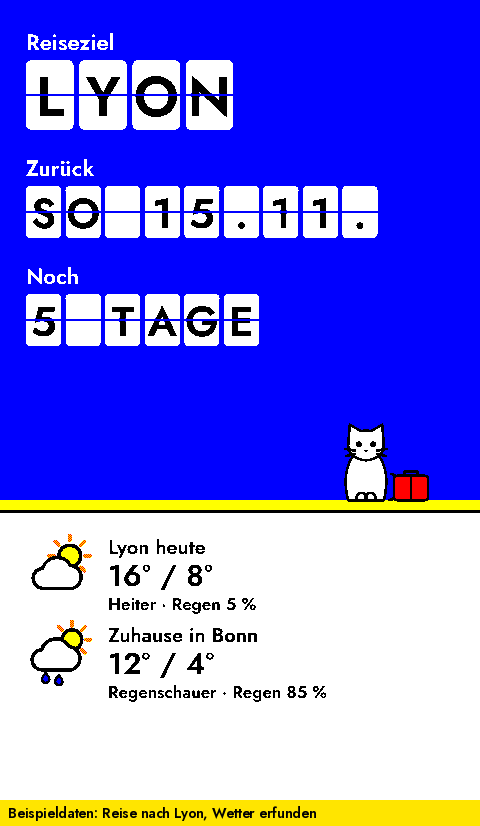 Reiseziel
LYON
Zurück
SO 15.11.
Noch
5 TAGE
Lyon heute
16° / 8°
Heiter · Regen 5 %
Zuhause in Bonn
12° / 4°
Regenschauer · Regen 85 %
Beispieldaten: Reise nach Lyon, Wetter erfunden